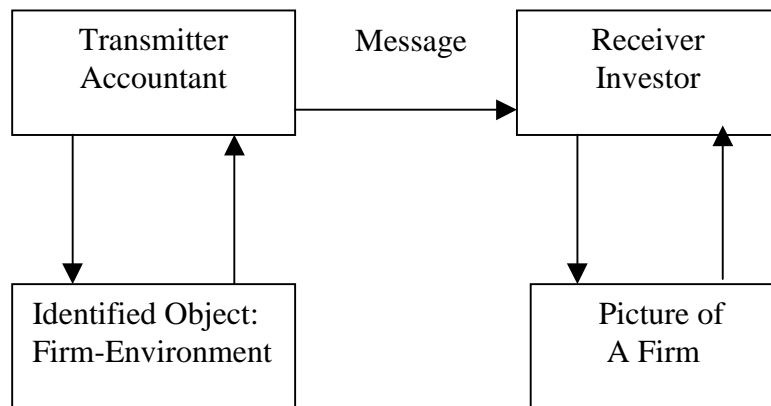 Transmitter
Accountant
Message
Receiver
Investor
Identified Object:
Firm-Environment
Picture of
A Firm